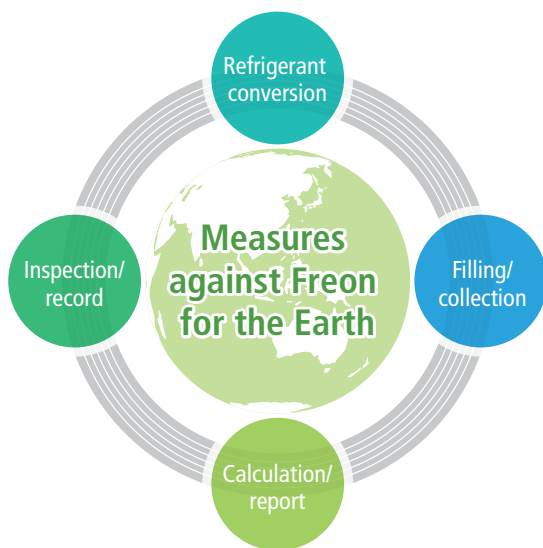 Refrigerant
conversion
Inspection/
record
Measures
against Freon
for the Earth
Filling/
collection
Calculation/
report